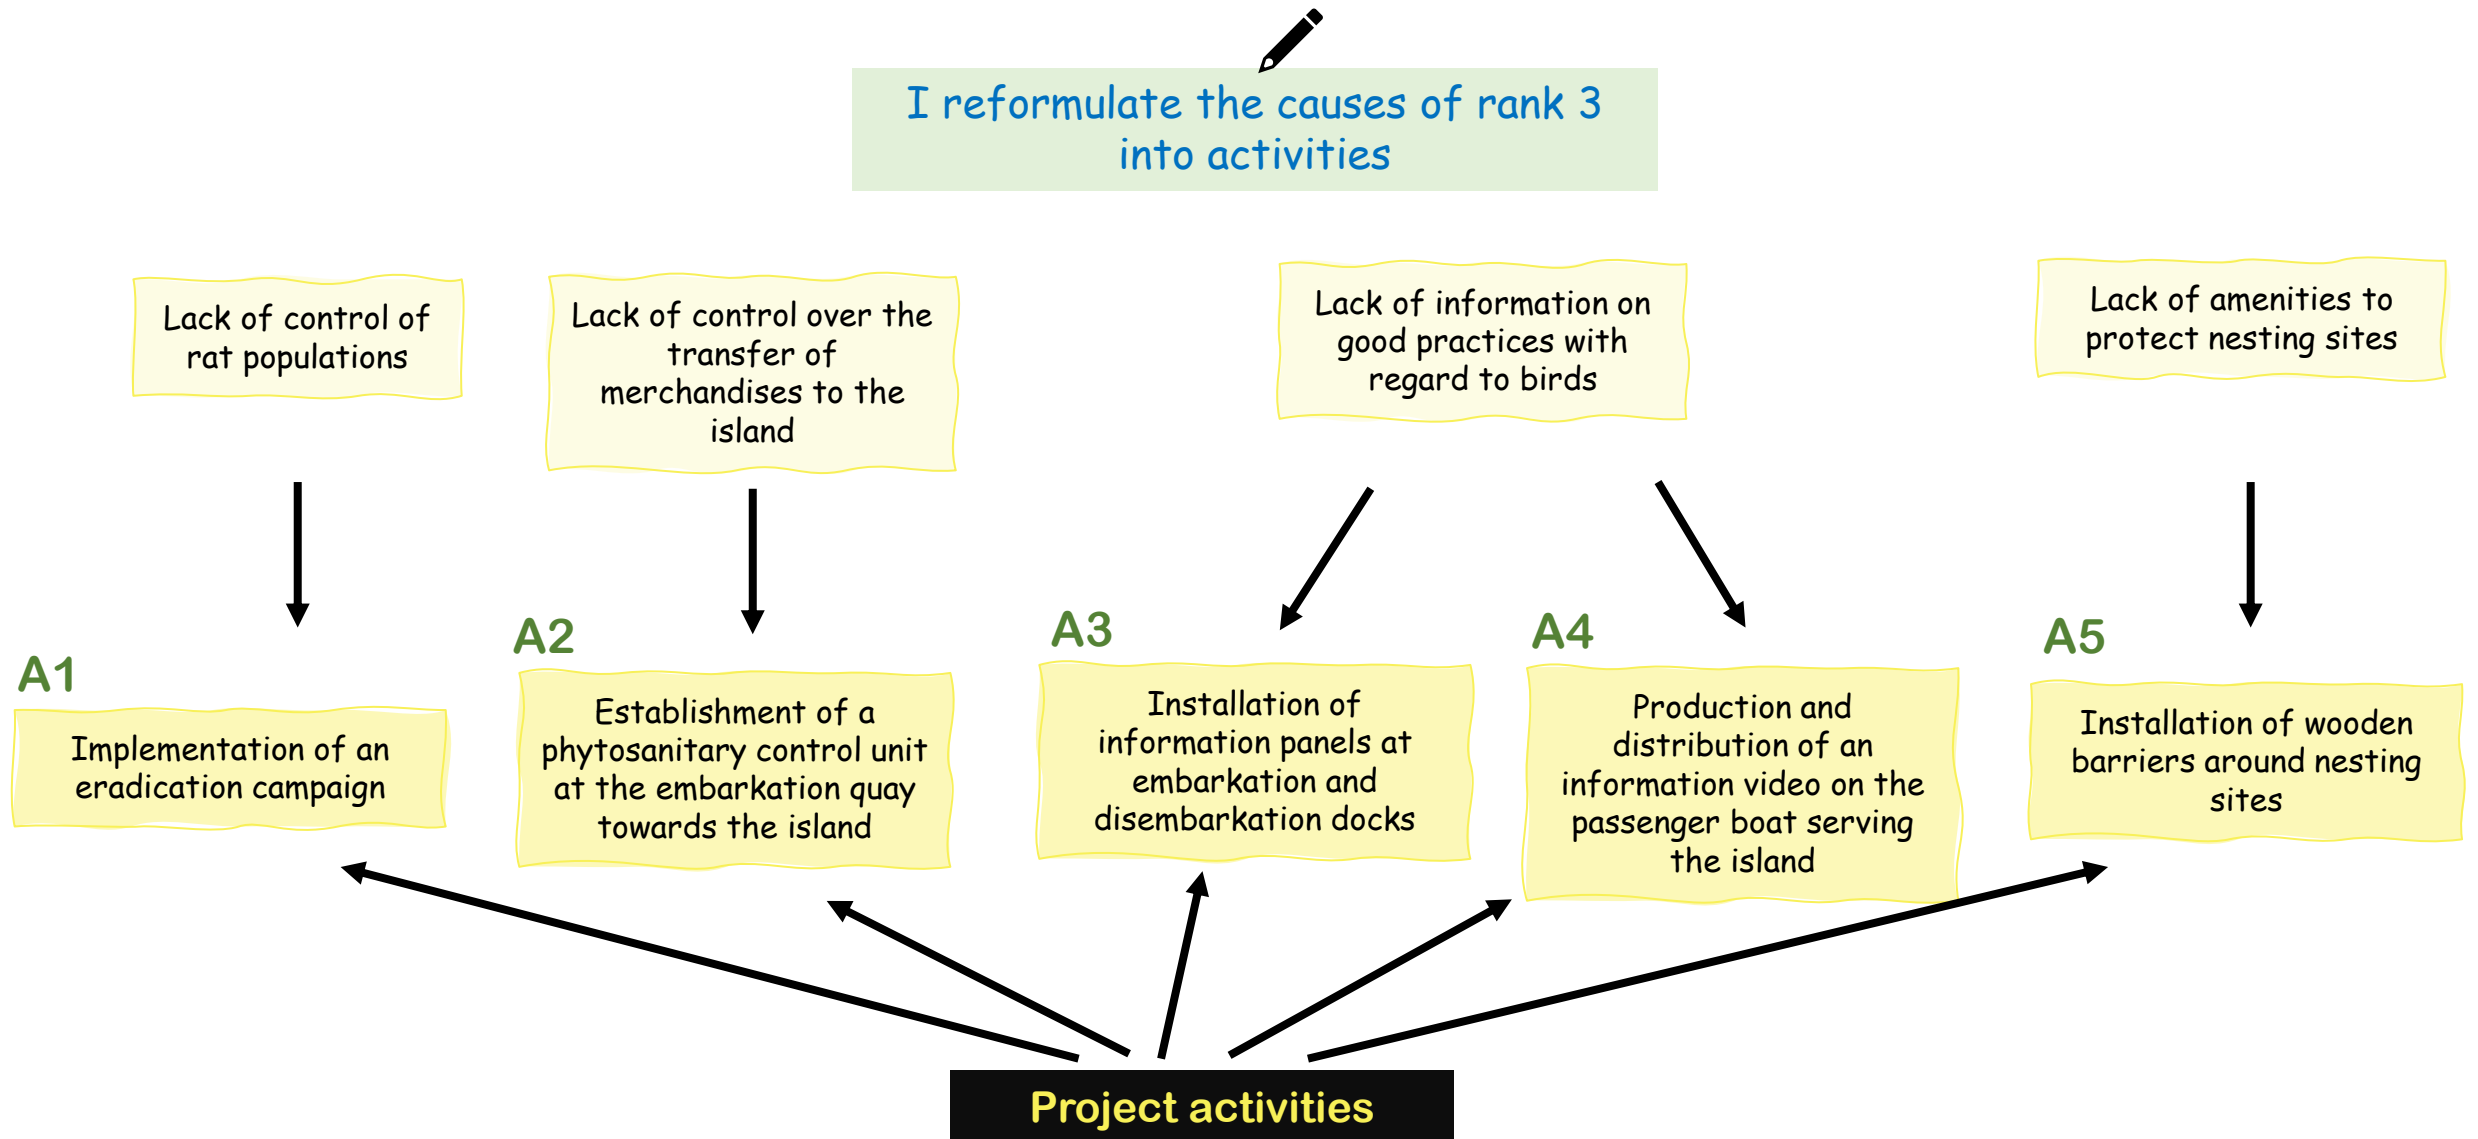 I reformulate the causes of rank 3
into activities
Lack of control of
rat populations
Lack of control over the
transfer of
merchandises to the
island
Lack of information on
good practices with
regard to birds
Lack of amenities to
protect nesting sites
A1
Implementation of an
eradication campaign
A2
Establishment of a
phytosanitary control unit
at the embarkation quay
towards the island
A3
Installation of
information panels at
embarkation and
disembarkation docks
A4
Production and
distribution of an
information video on the
passenger boat serving
the island
A5
Installation of wooden
barriers around nesting
sites
Project activities